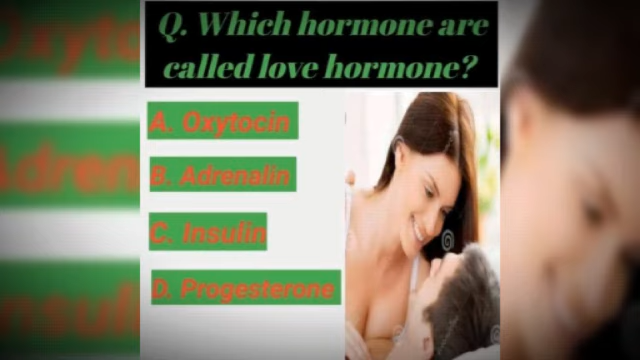 Q. Which hormone are
called love hormone?
A. Oxytocin
B. Adrenalin
C. Insulin
D. Progesterone